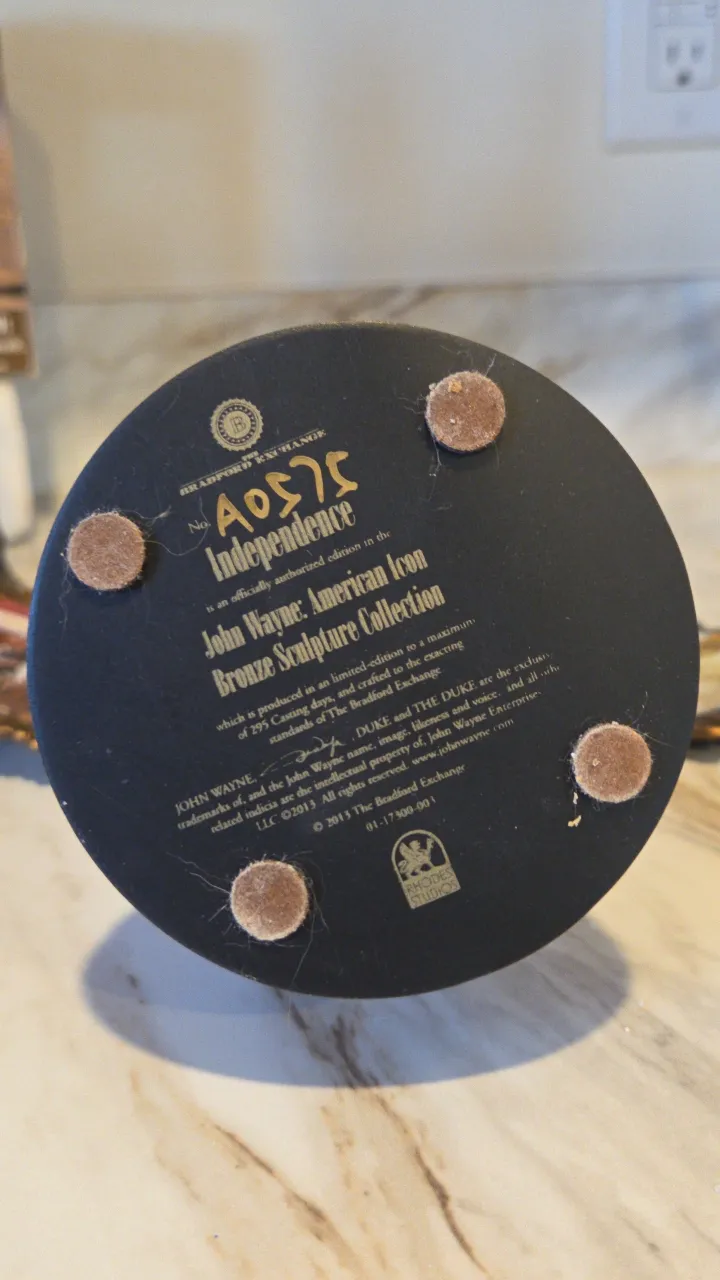 B
THE
BRADFORD EXCHANGE
No. A0575
Independence
is an officially authorized edition in the
John Wayne: American Icon
Bronze Sculpture Collection
which is produced in an limited-edition to a maximum
of 295 Casting days, and crafted to the exacting
standards of The Bradford Exchange
JOHN WAYNE, , DUKE and THE DUKE are the exclusive
trademarks of, and the John Wayne name, image, likeness and voice, and all other
related indicia are the intellectual property of, John Wayne Enterprises,
LLC ©2013 All rights reserved. www.johnwayne.com
© 2013 The Bradford Exchange
01-17300-001
RHODES
STUDIOS